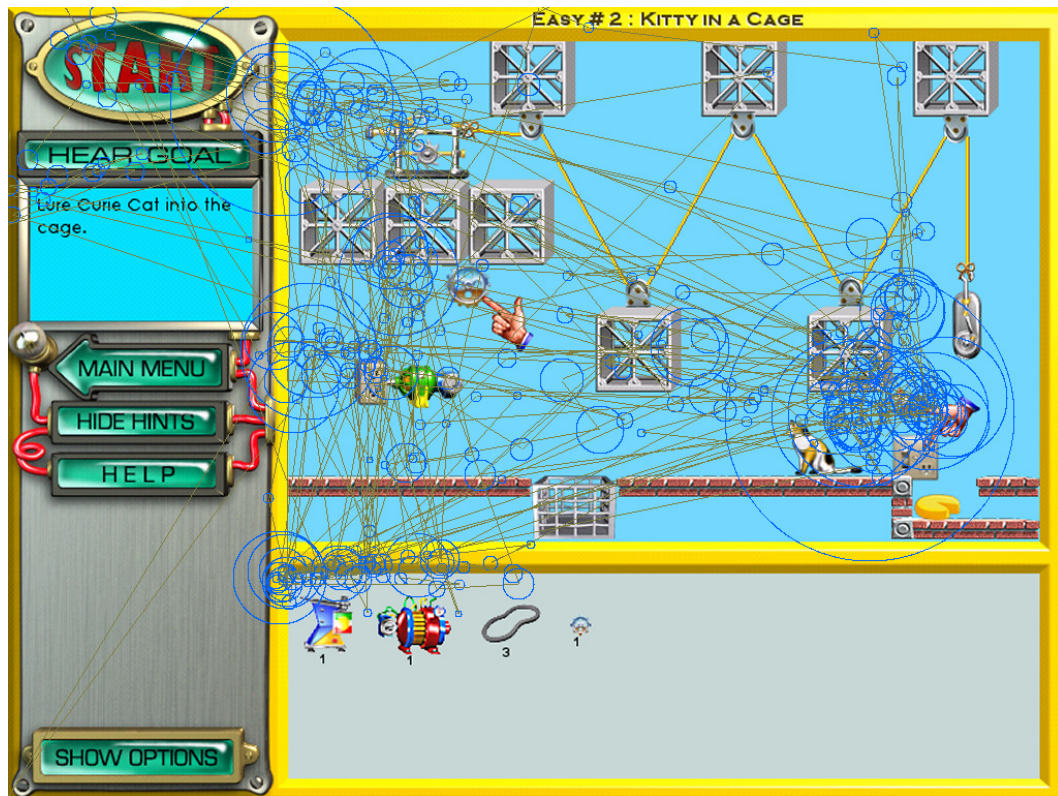 EASY # 2 : KITTY IN A CAGE
START
HEAR GOAL
Lure Curie Cat into the
cage.
MAIN MENU
HIDE HINTS
HELP
1
1
3
1
SHOW OPTIONS